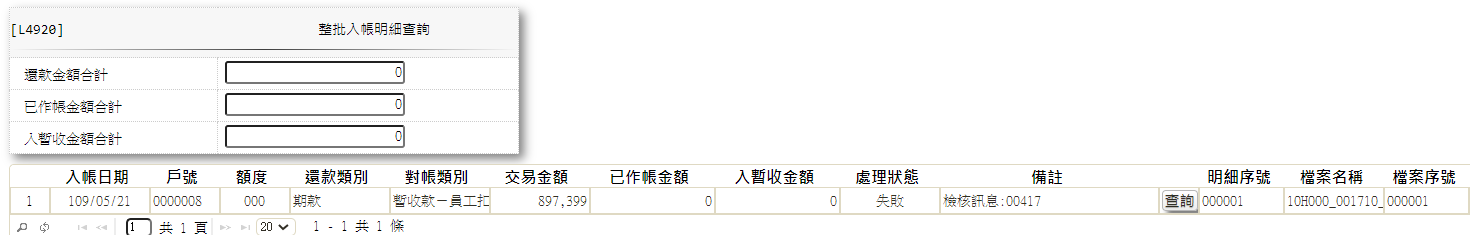 [L4920] 整批入帳明細查詢
還款金額合計 0
已作帳金額合計 0
入暫收金額合計 0
入帳日期 戶號 額度 還款類別 對帳類別 交易金額 已作帳金額 入暫收金額 處理狀態 備註 明細序號 檔案名稱 檔案序號
1 109/05/21 0000008 000 期款 暫收款－員工扣 897,399 0 0 失敗 檢核訊息:00417 查詢 000001 10H000_001710_ 000001
1 共 1 頁 20 1 - 1 共 1 條